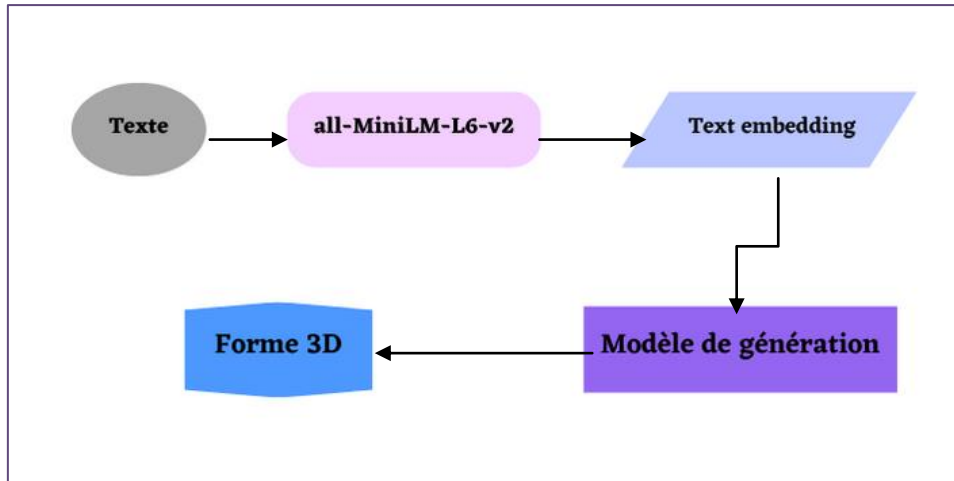 Texte
all-MiniLM-L6-v2
Text embedding
Modèle de génération
Forme 3D